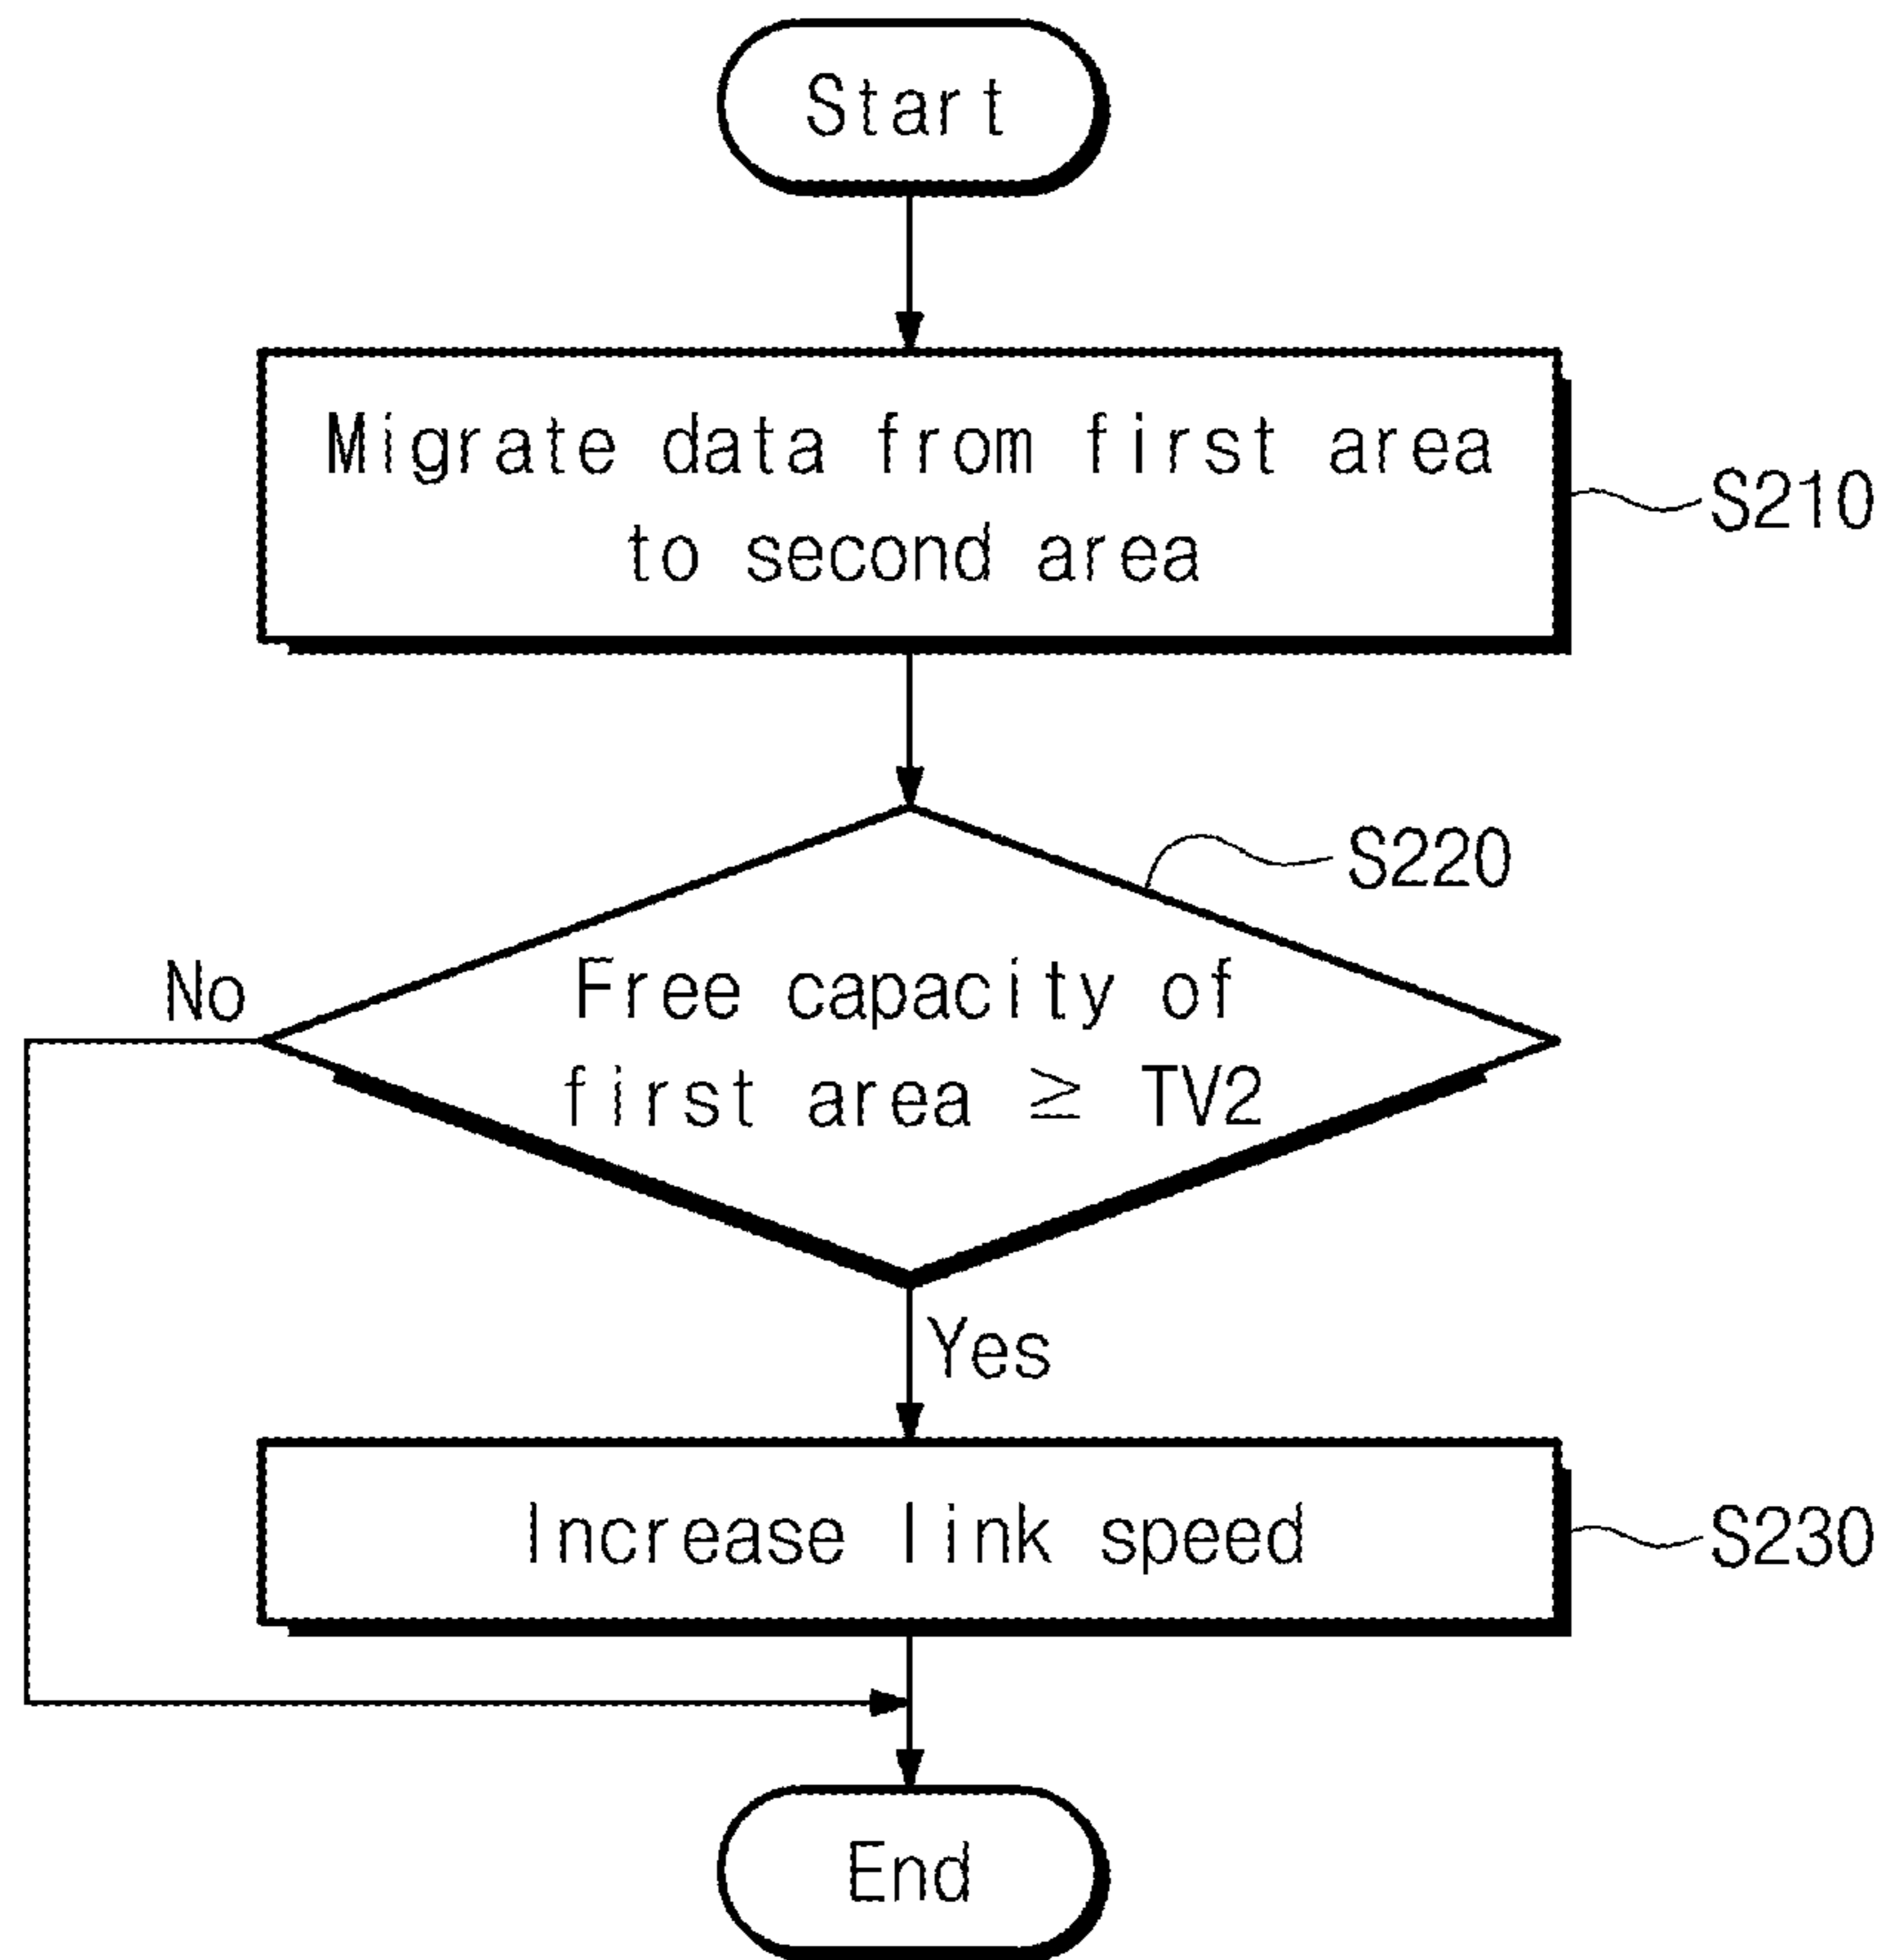 Start
Migrate data from first area
to second area
S210
S220
No
Free capacity of
first area ≧ TV2
Yes
Increase link speed
S230
End